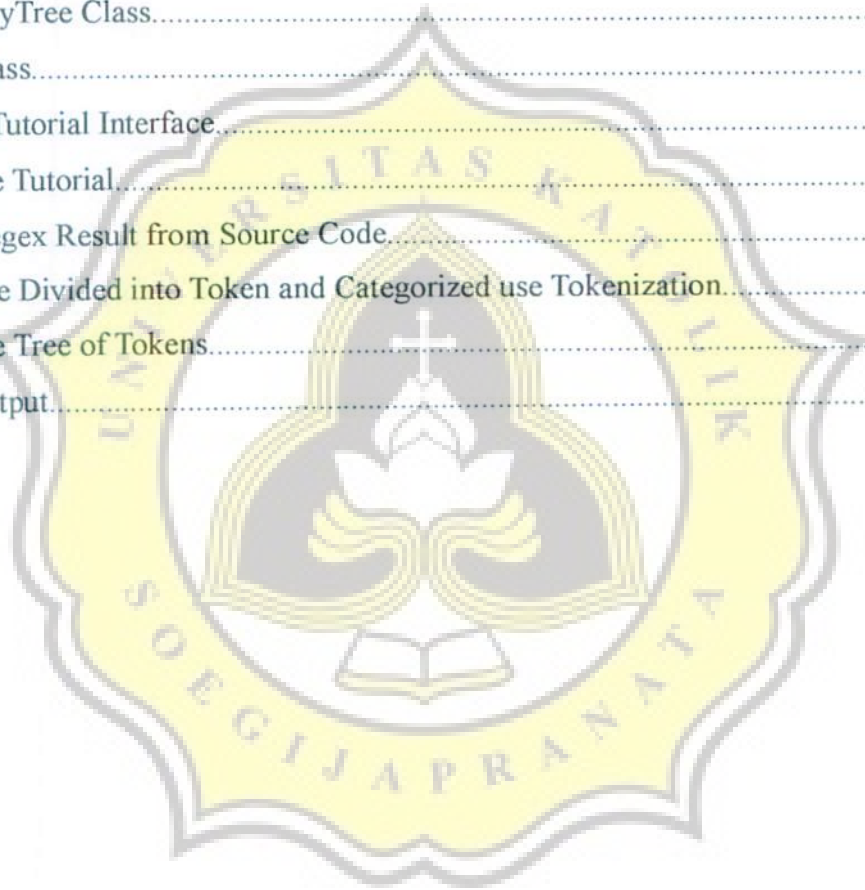 yTree Class
ass
Tutorial Interface
e Tutorial
gex Result from Source Code
e Divided into Token and Categorized use Tokenization
e Tree of Tokens
tput
UNIVERSITAS KATOLIK
SOEGIJAPRANATA